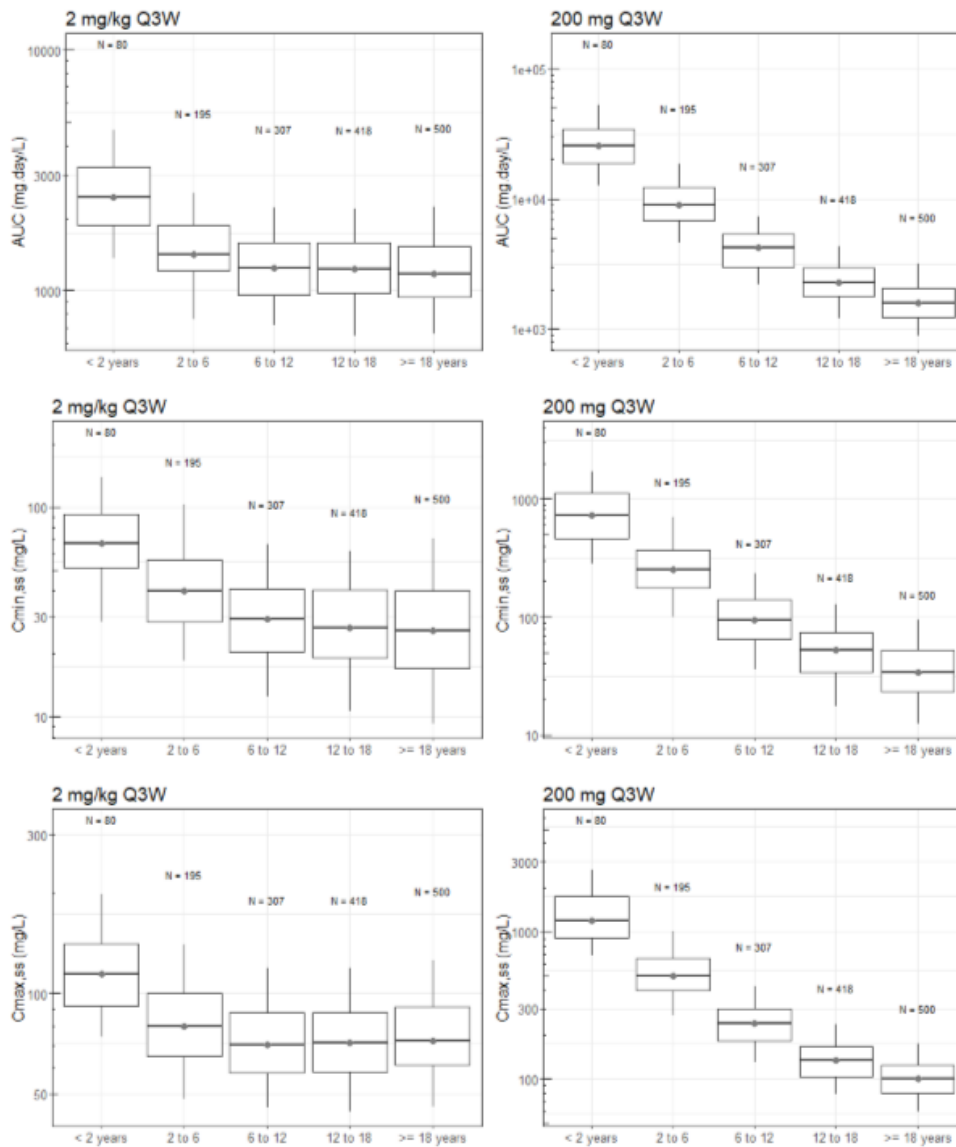 2 mg/kg Q3W
N = 80
N = 195
N = 307
N = 418
N = 500
10000
3000
1000
AUC (mg.day/L)
< 2 years
2 to 6
6 to 12
12 to 18
>= 18 years
200 mg Q3W
N = 80
N = 195
N = 307
N = 418
N = 500
1e+05
1e+04
1e+03
AUC (mg.day/L)
< 2 years
2 to 6
6 to 12
12 to 18
>= 18 years
2 mg/kg Q3W
N = 80
N = 195
N = 307
N = 418
N = 500
100
30
10
Cmin,ss (mg/L)
< 2 years
2 to 6
6 to 12
12 to 18
>= 18 years
200 mg Q3W
N = 80
N = 195
N = 307
N = 418
N = 500
1000
100
10
Cmin,ss (mg/L)
< 2 years
2 to 6
6 to 12
12 to 18
>= 18 years
2 mg/kg Q3W
N = 80
N = 195
N = 307
N = 418
N = 500
300
100
50
Cmax,ss (mg/L)
< 2 years
2 to 6
6 to 12
12 to 18
>= 18 years
200 mg Q3W
N = 80
N = 195
N = 307
N = 418
N = 500
3000
1000
300
100
Cmax,ss (mg/L)
< 2 years
2 to 6
6 to 12
12 to 18
>= 18 years